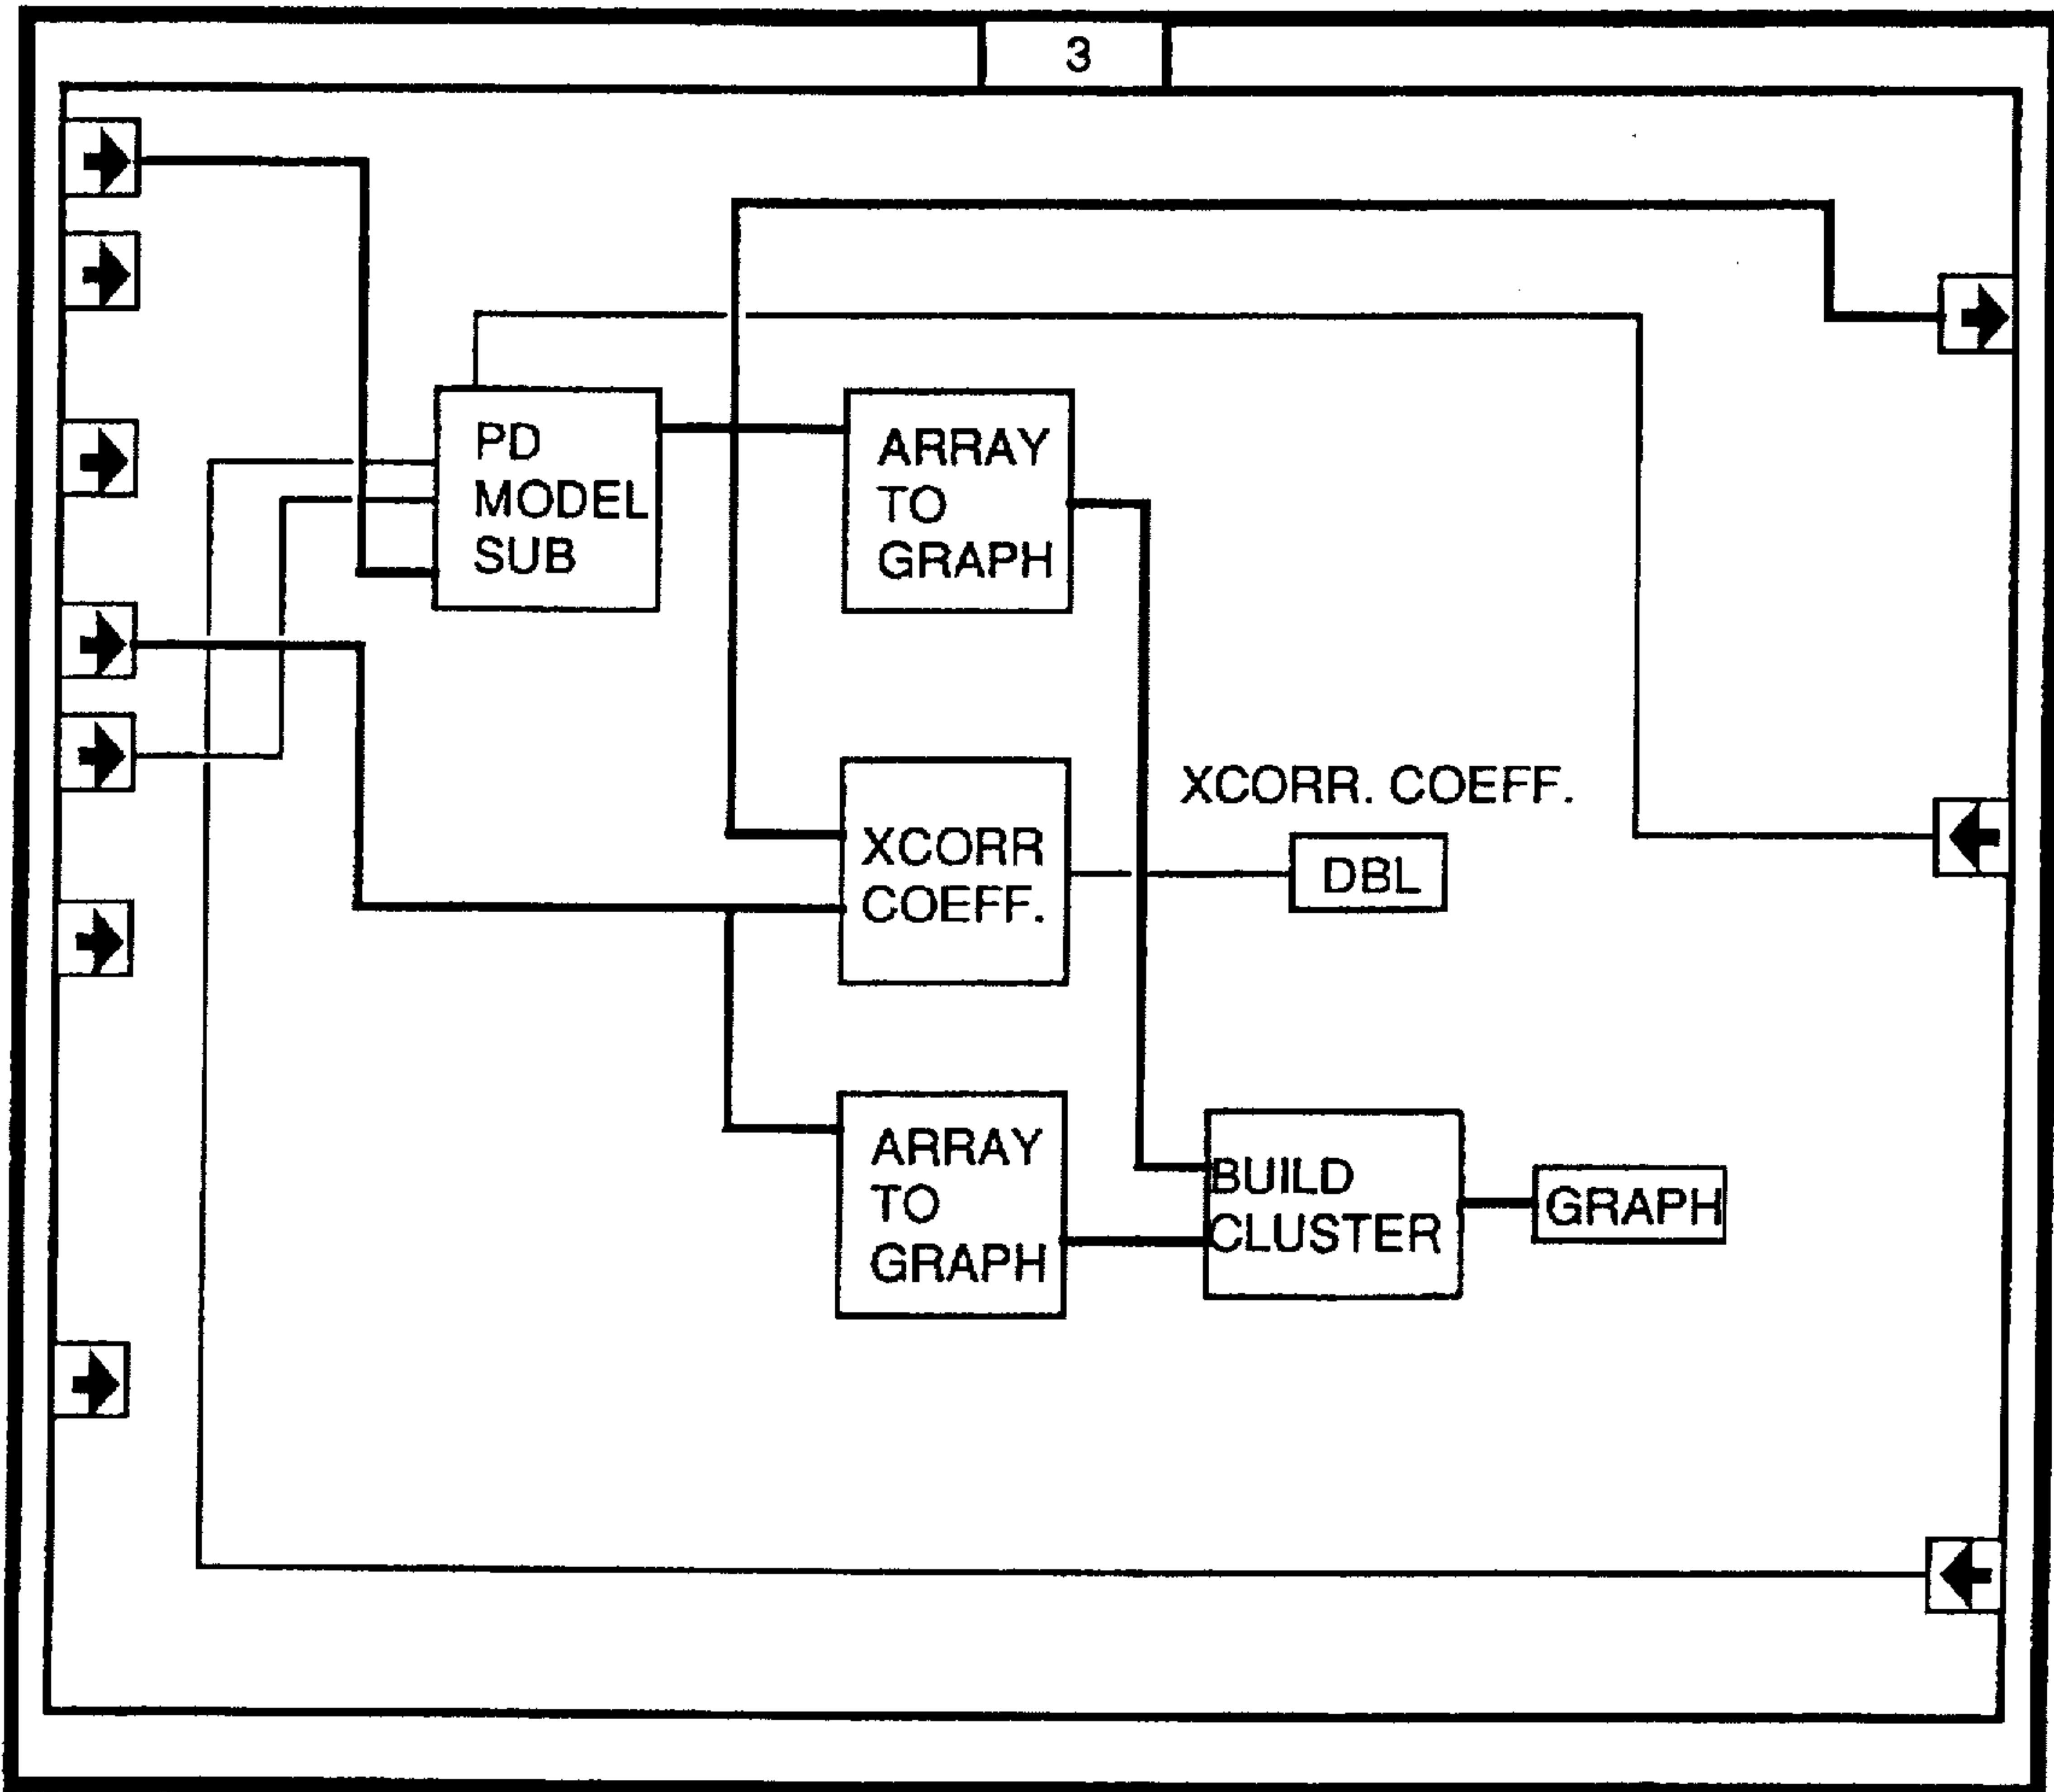 3
PD
MODEL
SUB
ARRAY
TO
GRAPH
XCORR
COEFF.
XCORR. COEFF.
DBL
ARRAY
TO
GRAPH
BUILD
CLUSTER
GRAPH